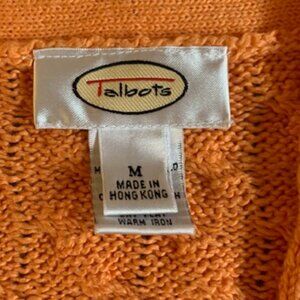 Talbots
M
MADE IN
HONG KONG
WARM IRON